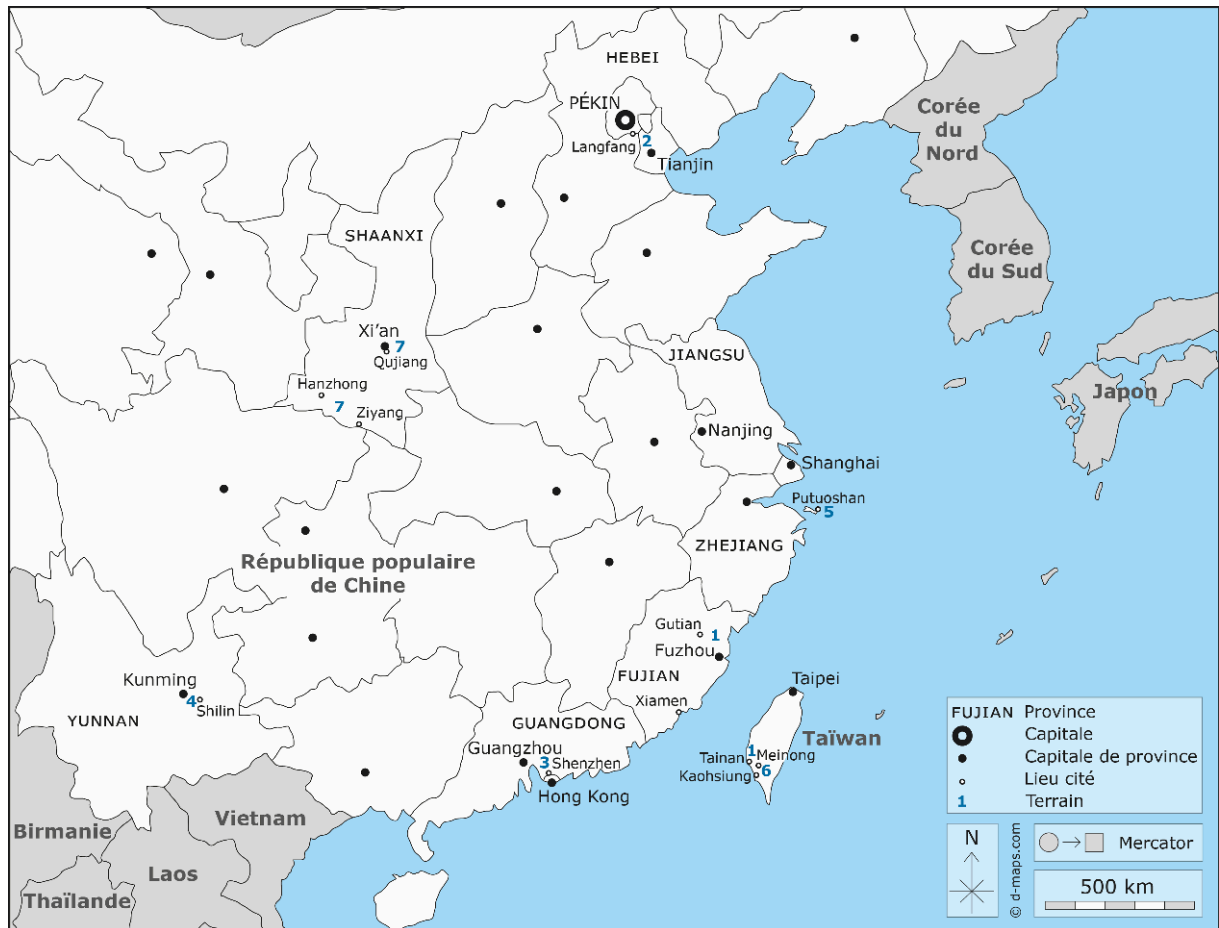 HEBEI
PÉKIN
Langfang
2
Tianjin
Corée
du
Nord
Corée
du Sud
SHAANXI
Xi’an
7
Qujiang
Hanzhong
7
Ziyang
JIANGSU
Nanjing
Japon
Shanghai
Putuoshan
5
ZHEJIANG
République populaire
de Chine
Gutian
1
Fuzhou
FUJIAN
Xiamen
Kunming
4
Shilin
YUNNAN
GUANGDONG
Guangzhou
3
Shenzhen
Hong Kong
Taipei
Taïwan
1
Tainan
Meinong
Kaohsiung
6
Birmanie
Vietnam
Laos
Thaïlande
FUJIAN Province
Capitale
Capitale de province
Lieu cité
1 Terrain
N
© d-maps.com
Mercator
500 km